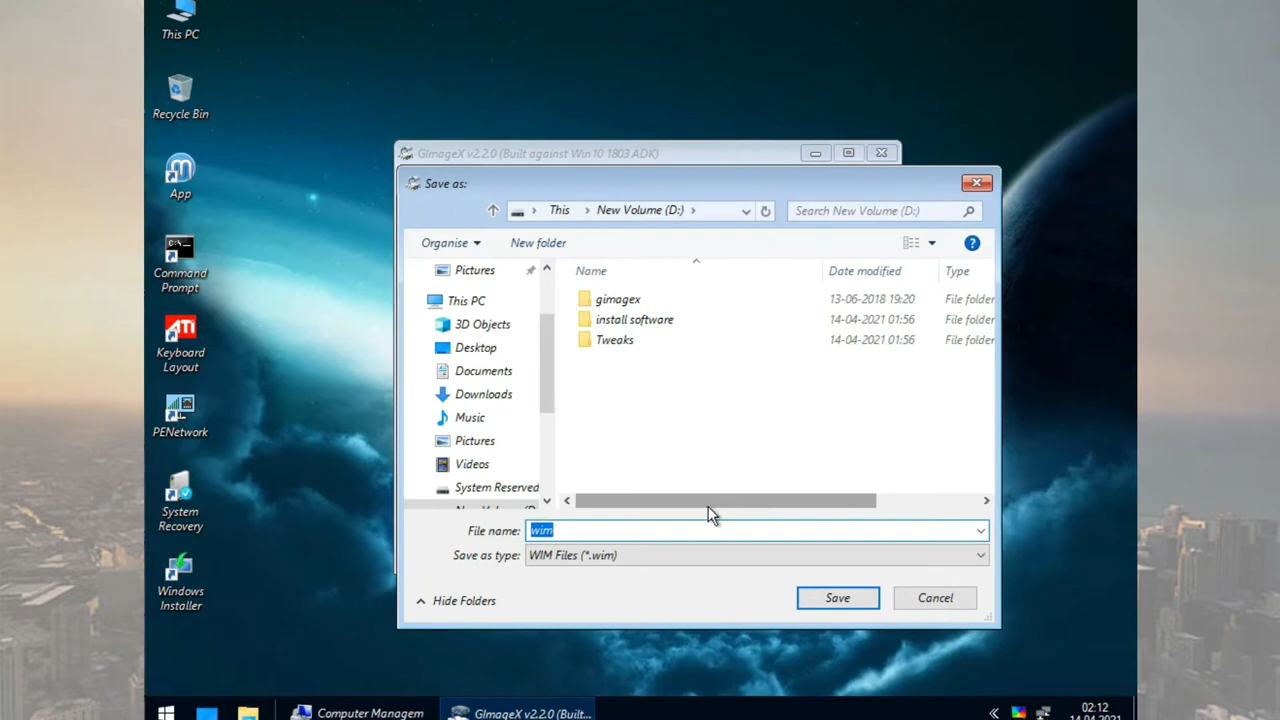 This PC
Recycle Bin
App
Command
Prompt
ATI
Keyboard
Layout
PENetwork
System
Recovery
Windows
Installer
GImageX v2.2.0 (Built against Win10 1803 ADK)
Save as:
This
New Volume (D:)
Search New Volume (D:)
Organise
New folder
Pictures
This PC
3D Objects
Desktop
Documents
Downloads
Music
Pictures
Videos
System Reserved
Name
Date modified
Type
gimagex
13-06-2018 19:20
File folder
install software
14-04-2021 01:56
File folder
Tweaks
14-04-2021 01:56
File folder
File name:
wim
Save as type:
WIM Files (*.wim)
Hide Folders
Save
Cancel
Computer Managem
GImageX v2.2.0 (Built...
02:12
14.04.2021